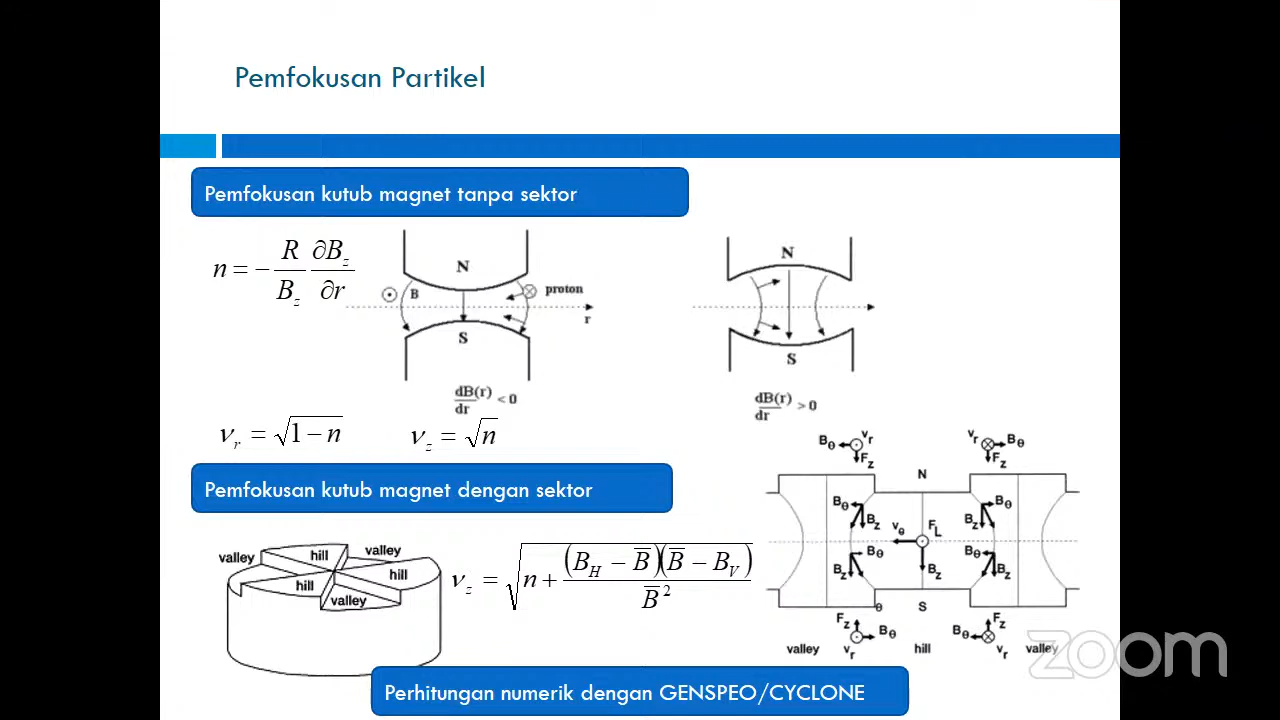 Pemfokusan Partikel
Pemfokusan kutub magnet tanpa sektor
n = − R/B_z ∂B_z/∂r
N
B
proton
r
S
dB(r)/dr < 0
N
S
dB(r)/dr > 0
ν_r = √(1 − n)
ν_z = √n
Pemfokusan kutub magnet dengan sektor
valley
hill
valley
hill
hill
valley
ν_z = √(n + (B_H − B̅)(B̅ − B_V)/B̅²)
B_θ v_r F_z
v_r B_θ F_z
N
B_θ B_z
v_θ F_L
B_z B_θ
B_θ B_z
B_z
B_θ B_z
θ
S
F_z B_θ v_r
F_z B_θ v_r
valley
hill
valley
zoom
Perhitungan numerik dengan GENSPEO/CYCLONE